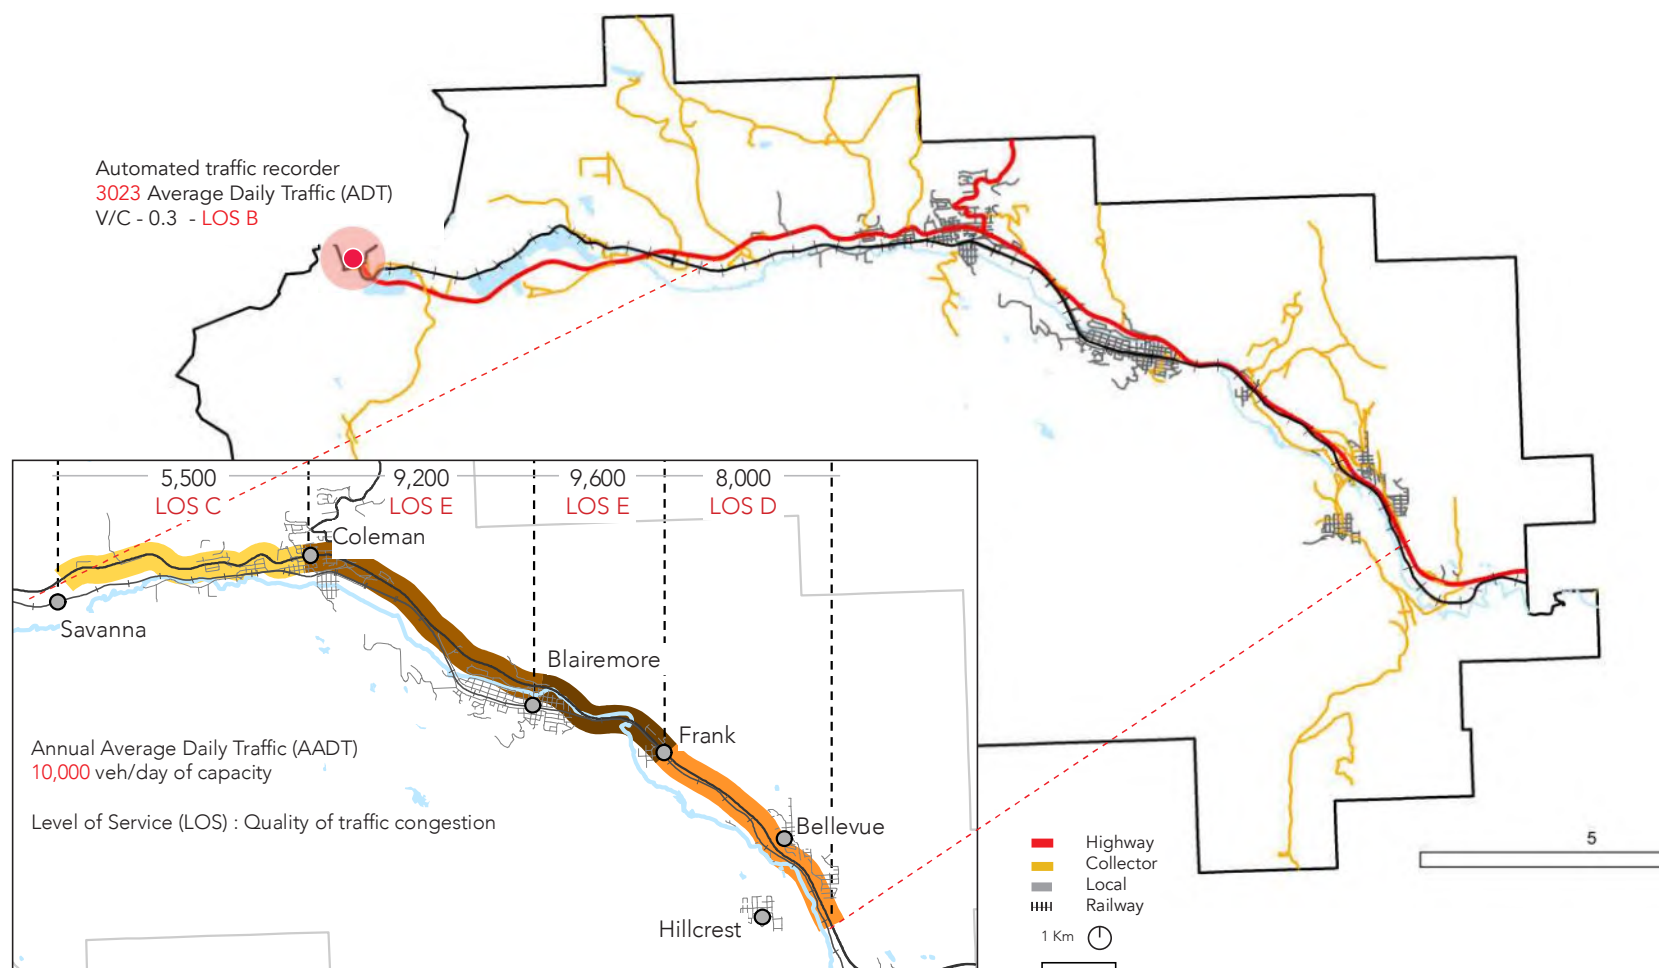 Automated traffic recorder
3023 Average Daily Traffic (ADT)
V/C - 0.3 - LOS B
5,500
LOS C
9,200
LOS E
9,600
LOS E
8,000
LOS D
Coleman
Savanna
Blairemore
Frank
Annual Average Daily Traffic (AADT)
10,000 veh/day of capacity
Level of Service (LOS) : Quality of traffic congestion
Bellevue
Hillcrest
Highway
Collector
Local
Railway
1 Km
5